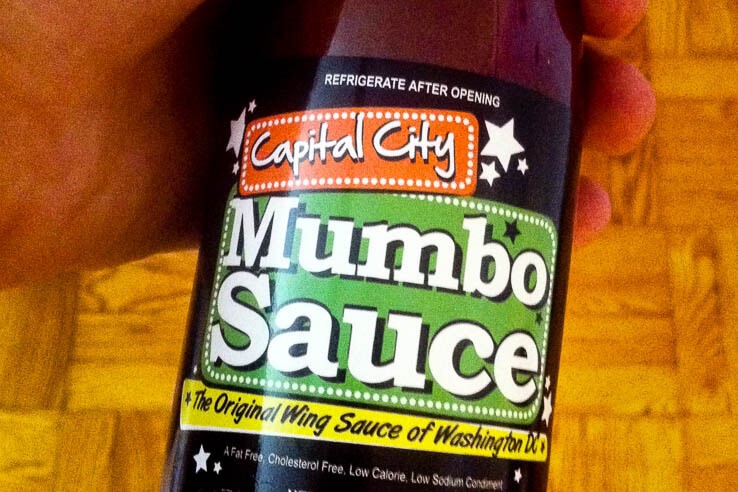 REFRIGERATE AFTER OPENING
Capital City
Mumbo
Sauce
The Original Wing Sauce of Washington DC
A Fat Free, Cholesterol Free, Low Calorie, Low Sodium Condiment